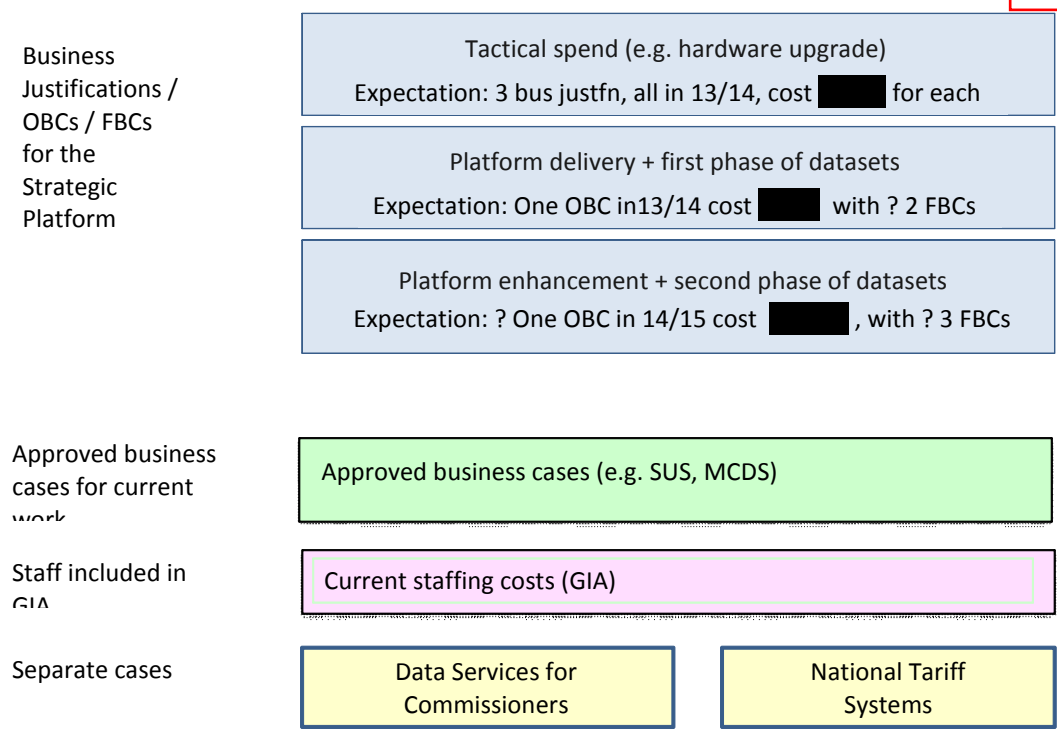 Business
Justifications /
OBCs / FBCs
for the
Strategic
Platform
Tactical spend (e.g. hardware upgrade)
Expectation: 3 bus justfn, all in 13/14, cost for each
Platform delivery + first phase of datasets
Expectation: One OBC in13/14 cost with ? 2 FBCs
Platform enhancement + second phase of datasets
Expectation: ? One OBC in 14/15 cost , with ? 3 FBCs
Approved business
cases for current
work
Approved business cases (e.g. SUS, MCDS)
Staff included in
GIA
Current staffing costs (GIA)
Separate cases
Data Services for
Commissioners
National Tariff
Systems